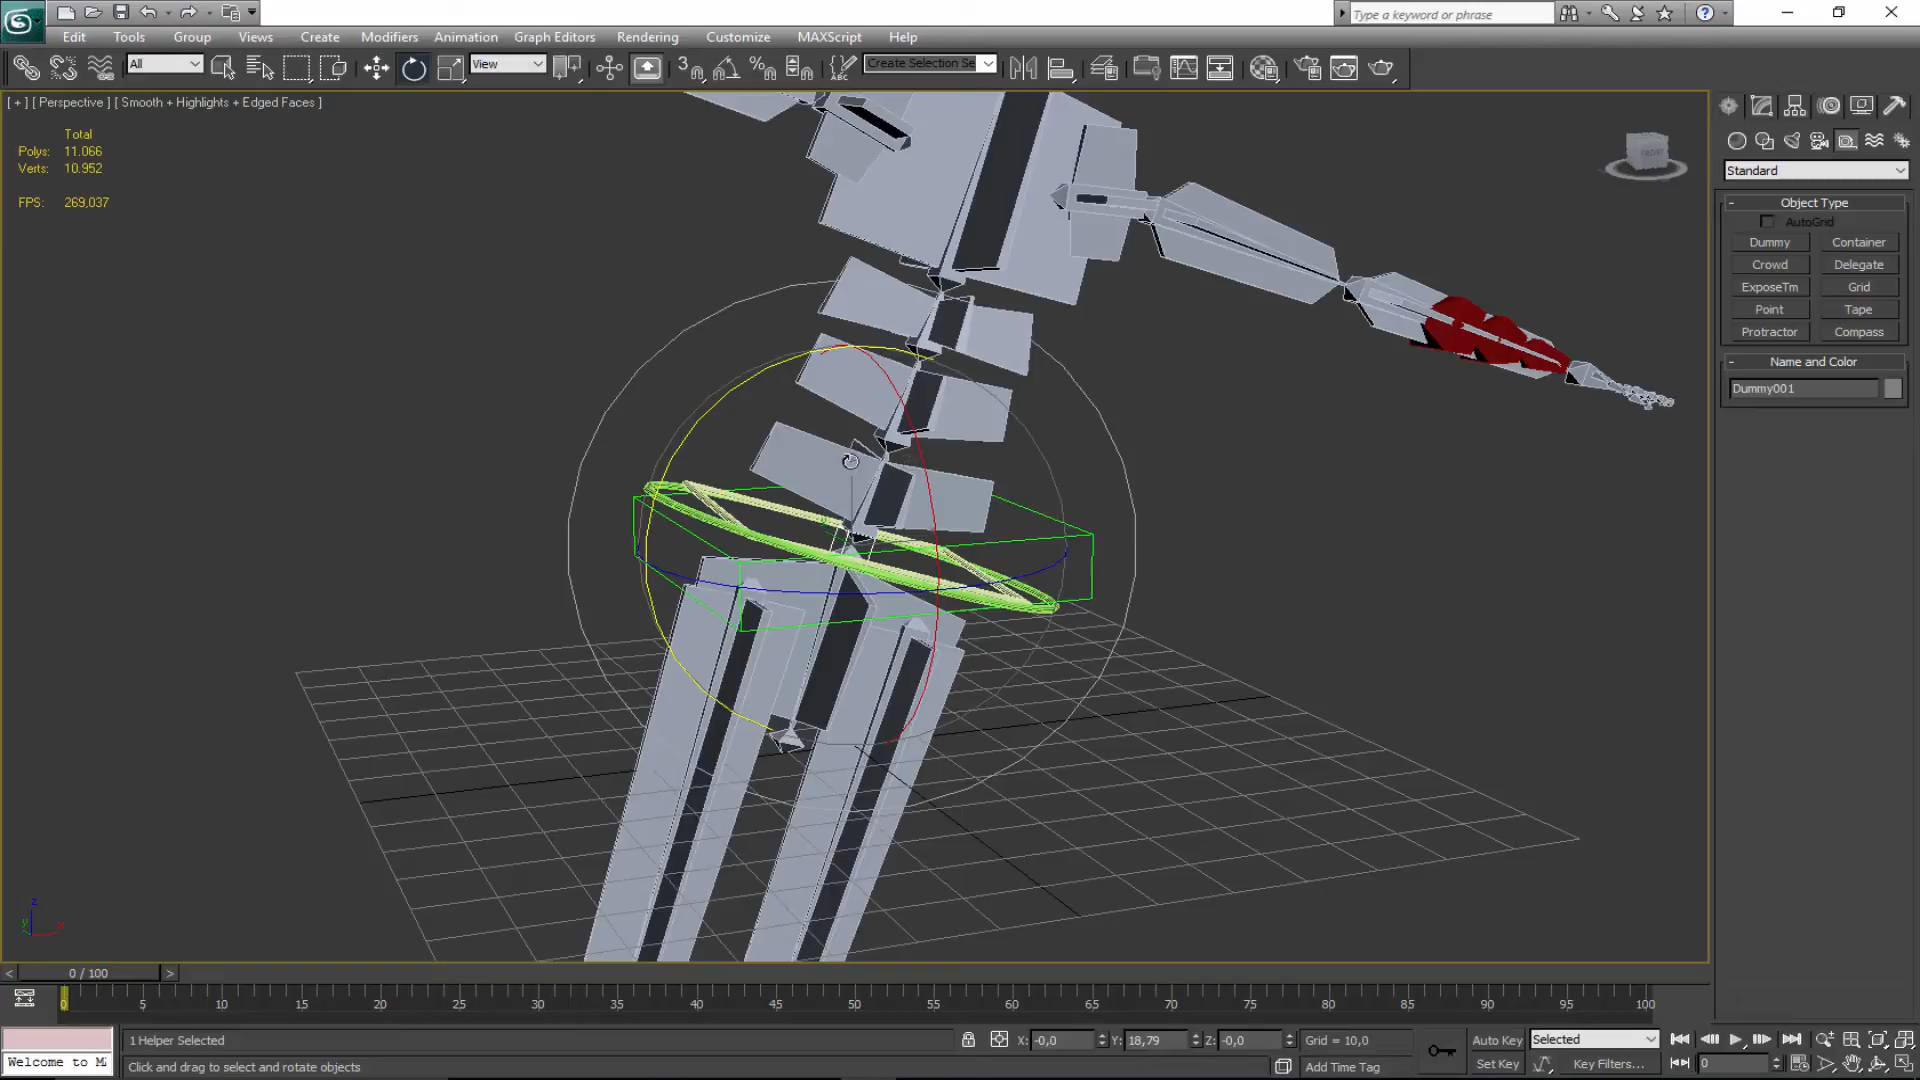 Type a keyword or phrase
Edit Tools Group Views Create Modifiers Animation Graph Editors Rendering Customize MAXScript Help
All View Create Selection Se
[ + ] [ Perspective ] [ Smooth + Highlights + Edged Faces ]
Total
Polys: 11.066
Verts: 10.952
FPS: 269,037
FRONT
Standard
- Object Type
AutoGrid
Dummy Container
Crowd Delegate
ExposeTm Grid
Point Tape
Protractor Compass
- Name and Color
Dummy001
z
y x
< 0 / 100 >
0 5 10 15 20 25 30 35 40 45 50 55 60 65 70 75 80 85 90 95 100
1 Helper Selected X: -0,0 Y: 18,79 Z: -0,0 Grid = 10,0 Auto Key Selected
Welcome to M Click and drag to select and rotate objects Add Time Tag Set Key Key Filters... 0